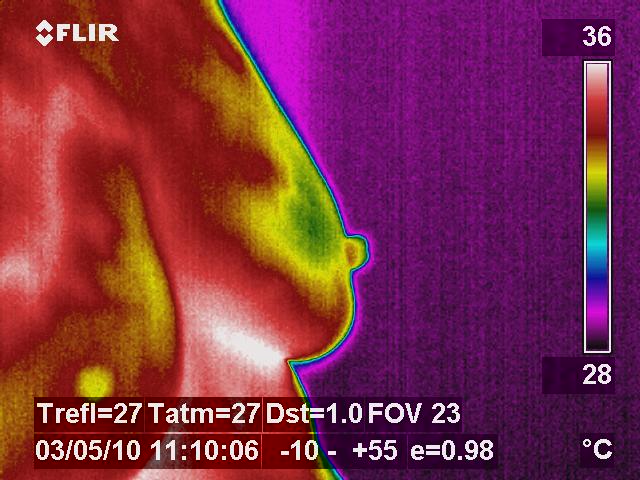 FLIR
36
28
Trefl=27 Tatm=27 Dst=1.0 FOV 23
03/05/10 11:10:06 -10 - +55 e=0.98 °C